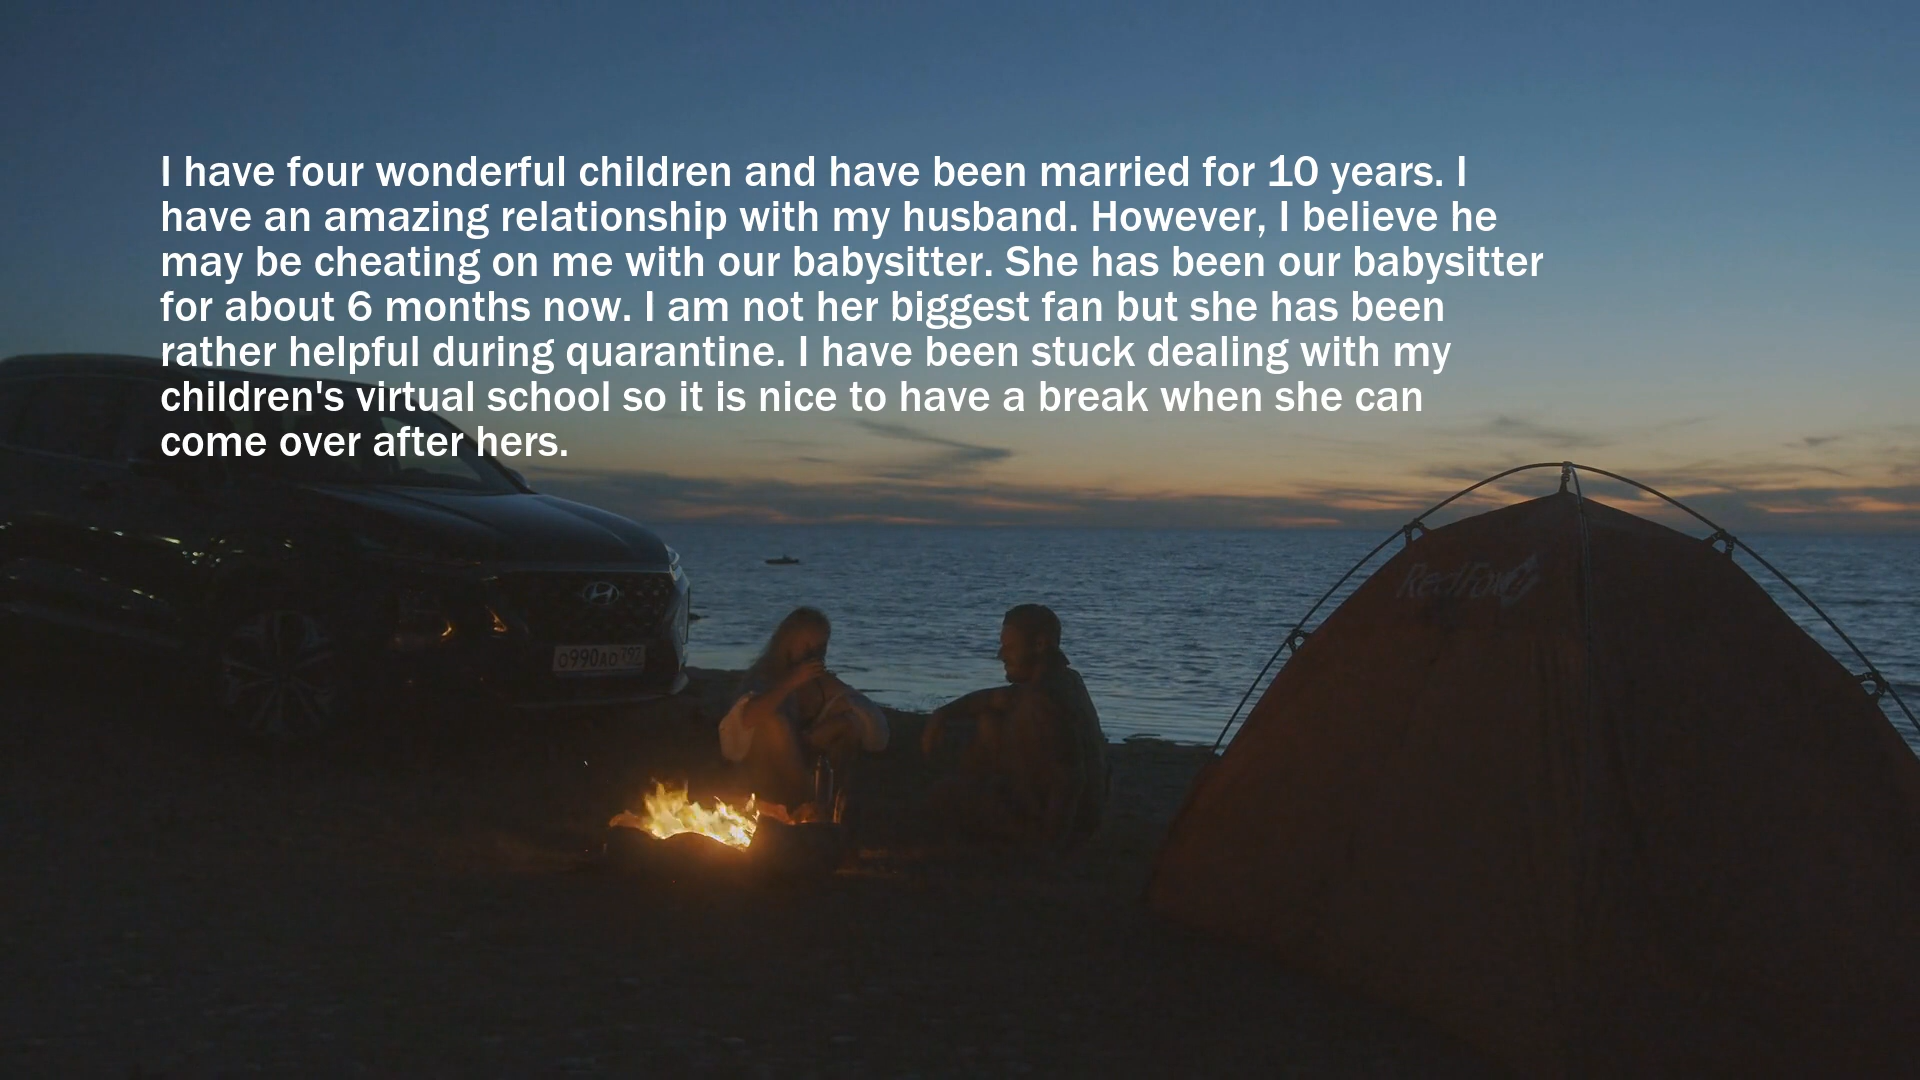 I have four wonderful children and have been married for 10 years. I
have an amazing relationship with my husband. However, I believe he
may be cheating on me with our babysitter. She has been our babysitter
for about 6 months now. I am not her biggest fan but she has been
rather helpful during quarantine. I have been stuck dealing with my
children's virtual school so it is nice to have a break when she can
come over after hers.
RedFox